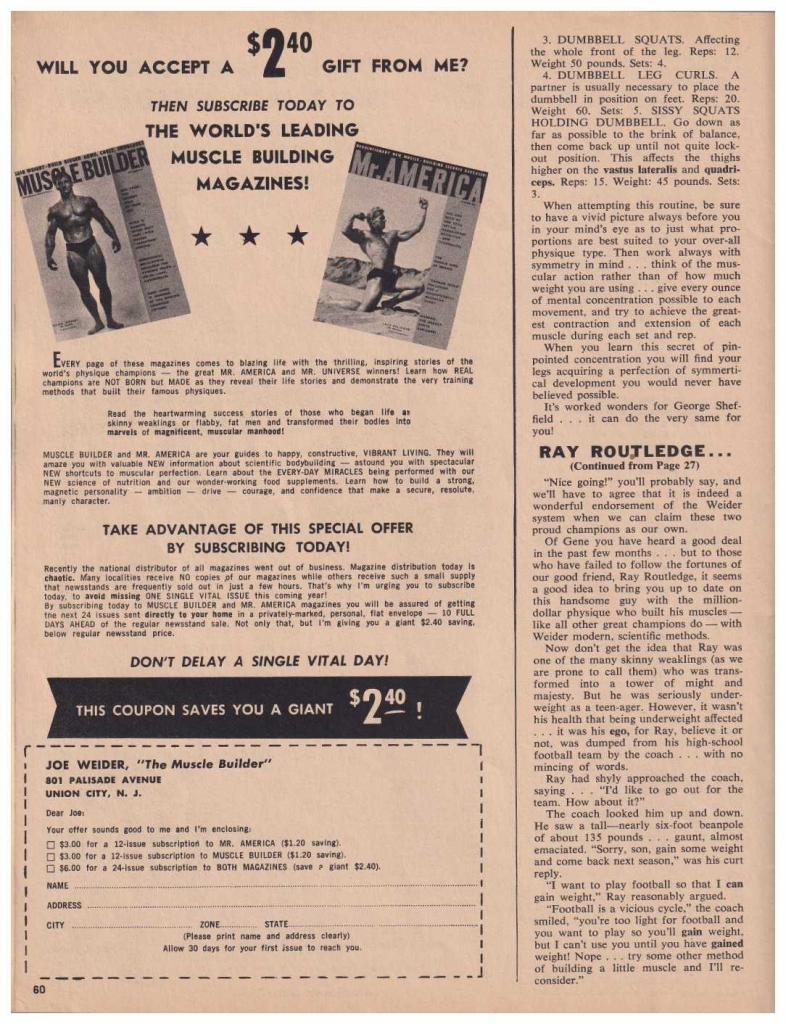 WILL YOU ACCEPT A $2.40 GIFT FROM ME?
THEN SUBSCRIBE TODAY TO
THE WORLD'S LEADING
MUSCLE BUILDING
MAGAZINES!
MUSCLE BUILDER
Mr. AMERICA
EVERY page of these magazines comes to blazing life with the thrilling, inspiring stories of the
world's physique champions — the great MR. AMERICA and MR. UNIVERSE winners! Learn how REAL
champions are NOT BORN but MADE as they reveal their life stories and demonstrate the very training
methods that built their famous physiques.
Read the heartwarming success stories of those who began life as
skinny weaklings or flabby, fat men and transformed their bodies into
marvels of magnificent, muscular manhood!
MUSCLE BUILDER and MR. AMERICA are your guides to happy, constructive, VIBRANT LIVING. They will
amaze you with valuable NEW information about scientific bodybuilding — astound you with spectacular
NEW shortcuts to muscular perfection. Learn about the EVERY-DAY MIRACLES being performed with our
NEW science of nutrition and our wonder-working food supplements. Learn how to build a strong,
magnetic personality — ambition — drive — courage, and confidence that make a secure, resolute,
manly character.
TAKE ADVANTAGE OF THIS SPECIAL OFFER
BY SUBSCRIBING TODAY!
Recently the national distributor of all magazines went out of business. Magazine distribution today is
chaotic. Many localities receive NO copies of our magazines while others receive such a small supply
that newsstands are frequently sold out in just a few hours. That's why I'm urging you to subscribe
today, to avoid missing ONE SINGLE VITAL ISSUE this coming year!
By subscribing today to MUSCLE BUILDER and MR. AMERICA magazines you will be assured of getting
the next 24 issues sent directly to your home in a privately-marked, personal, flat envelope — 10 FULL
DAYS AHEAD of the regular newsstand sale. Not only that, but I'm giving you a giant $2.40 saving,
below regular newsstand price.
DON'T DELAY A SINGLE VITAL DAY!
THIS COUPON SAVES YOU A GIANT $2.40 !
JOE WEIDER, "The Muscle Builder"
801 PALISADE AVENUE
UNION CITY, N. J.
Dear Joe:
Your offer sounds good to me and I'm enclosing:
☐ $3.00 for a 12-issue subscription to MR. AMERICA ($1.20 saving).
☐ $3.00 for a 12-issue subscription to MUSCLE BUILDER ($1.20 saving).
☐ $6.00 for a 24-issue subscription to BOTH MAGAZINES (save a giant $2.40).
NAME
ADDRESS
CITY ZONE STATE
(Please print name and address clearly)
Allow 30 days for your first issue to reach you.
60
3. DUMBBELL SQUATS. Affecting
the whole front of the leg. Reps: 12.
Weight 50 pounds. Sets: 4.
4. DUMBBELL LEG CURLS. A
partner is usually necessary to place the
dumbbell in position on feet. Reps: 20.
Weight 60. Sets: 5. SISSY SQUATS
HOLDING DUMBBELL. Go down as
far as possible to the brink of balance,
then come back up until not quite lock-
out position. This affects the thighs
higher on the vastus lateralis and quadri-
ceps. Reps: 15. Weight: 45 pounds. Sets:
3.
When attempting this routine, be sure
to have a vivid picture always before you
in your mind's eye as to just what pro-
portions are best suited to your over-all
physique type. Then work always with
symmetry in mind . . . think of the mus-
cular action rather than of how much
weight you are using . . . give every ounce
of mental concentration possible to each
movement, and try to achieve the great-
est contraction and extension of each
muscle during each set and rep.
When you learn this secret of pin-
pointed concentration you will find your
legs acquiring a perfection of symmerti-
cal development you would never have
believed possible.
It's worked wonders for George Shef-
field . . . it can do the very same for
you!
RAY ROUTLEDGE...
(Continued from Page 27)
"Nice going!" you'll probably say, and
we'll have to agree that it is indeed a
wonderful endorsement of the Weider
system when we can claim these two
proud champions as our own.
Of Gene you have heard a good deal
in the past few months . . . but to those
who have failed to follow the fortunes of
our good friend, Ray Routledge, it seems
a good idea to bring you up to date on
this handsome guy with the million-
dollar physique who built his muscles —
like all other great champions do — with
Weider modern, scientific methods.
Now don't get the idea that Ray was
one of the many skinny weaklings (as we
are prone to call them) who was trans-
formed into a tower of might and
majesty. But he was seriously under-
weight as a teen-ager. However, it wasn't
his health that being underweight affected
. . . it was his ego, for Ray, believe it or
not, was dumped from his high-school
football team by the coach . . . with no
mincing of words.
Ray had shyly approached the coach,
saying . . . "I'd like to go out for the
team. How about it?"
The coach looked him up and down.
He saw a tall—nearly six-foot beanpole
of about 135 pounds . . . gaunt, almost
emaciated. "Sorry, son, gain some weight
and come back next season," was his curt
reply.
"I want to play football so that I can
gain weight," Ray reasonably argued.
"Football is a vicious cycle," the coach
smiled, "you're too light for football and
you want to play so you'll gain weight,
but I can't use you until you have gained
weight! Nope . . . try some other method
of building a little muscle and I'll re-
consider."